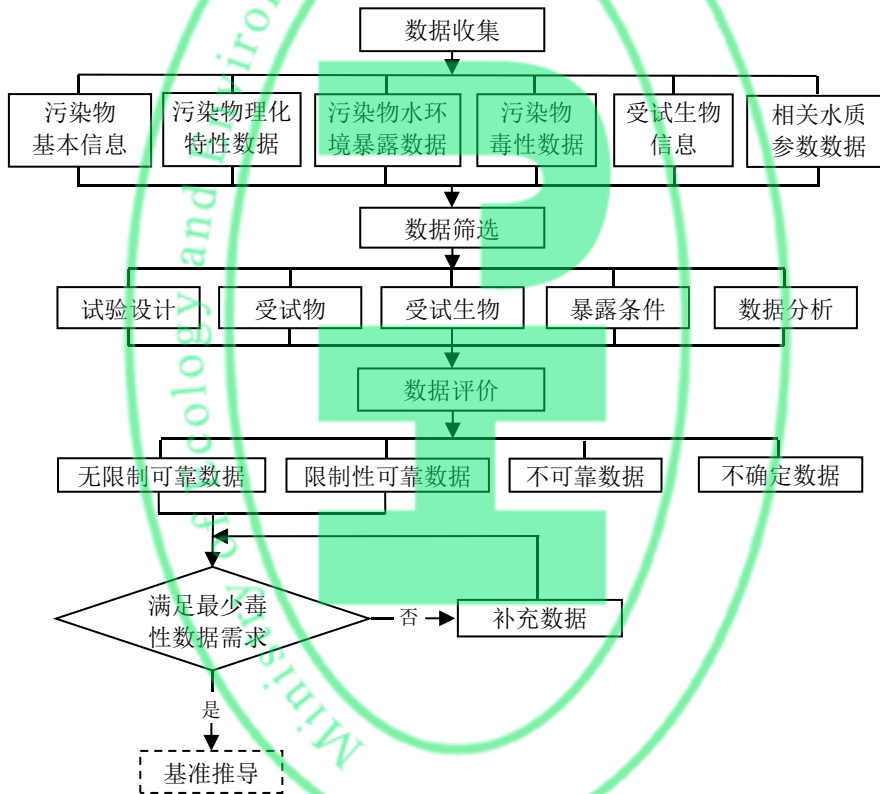 数据收集
污染物
基本信息
污染物理化
特性数据
污染物水环
境暴露数据
污染物
毒性数据
受试生物
信息
相关水质
参数数据
数据筛选
试验设计
受试物
受试生物
暴露条件
数据分析
数据评价
无限制可靠数据
限制性可靠数据
不可靠数据
不确定数据
满足最少毒
性数据需求
否
补充数据
是
基准推导
Ministry of Ecology and Environ